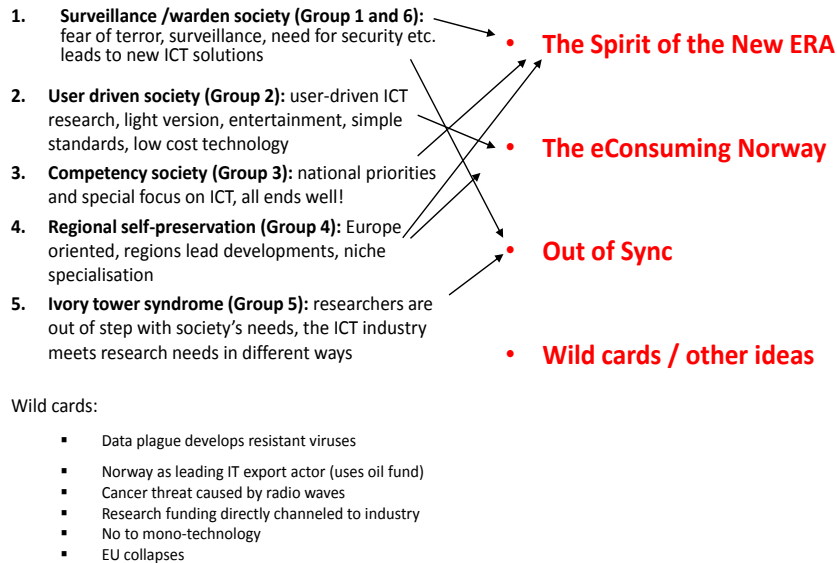 1. Surveillance /warden society (Group 1 and 6):
fear of terror, surveillance, need for security etc.
leads to new ICT solutions
2. User driven society (Group 2): user-driven ICT
research, light version, entertainment, simple
standards, low cost technology
3. Competency society (Group 3): national priorities
and special focus on ICT, all ends well!
4. Regional self-preservation (Group 4): Europe
oriented, regions lead developments, niche
specialisation
5. Ivory tower syndrome (Group 5): researchers are
out of step with society’s needs, the ICT industry
meets research needs in different ways
• The Spirit of the New ERA
• The eConsuming Norway
• Out of Sync
• Wild cards / other ideas
Wild cards:
▪ Data plague develops resistant viruses
▪ Norway as leading IT export actor (uses oil fund)
▪ Cancer threat caused by radio waves
▪ Research funding directly channeled to industry
▪ No to mono-technology
▪ EU collapses